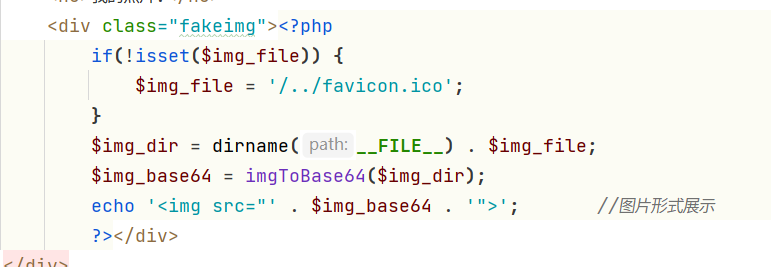 <div class="fakeimg"><?php
if(!isset($img_file)) {
$img_file = '/../favicon.ico';
}
$img_dir = dirname( path: __FILE__) . $img_file;
$img_base64 = imgToBase64($img_dir);
echo '<img src="' . $img_base64 . '">';       //图片形式展示
?></div>
</div>